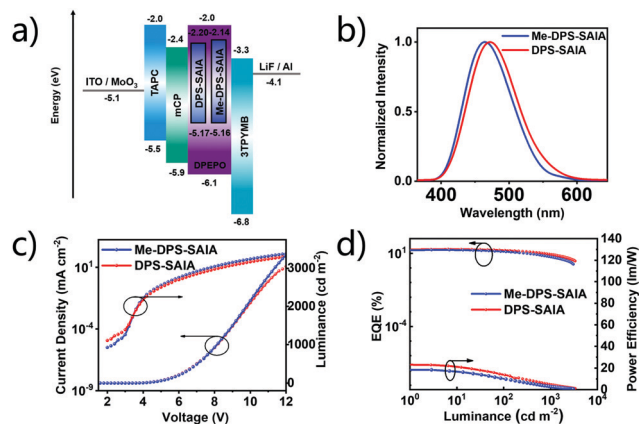 a)
Energy (eV)
ITO / MoO3
-5.1
-2.0
TAPC
-5.5
-2.4
mCP
-5.9
-2.0
-2.20
-2.14
DPS-SAIA
Me-DPS-SAIA
-5.17
-5.16
DPEPO
-6.1
-3.3
3TPYMB
-6.8
LiF / Al
-4.1
b)
Normalized Intensity
1.0
0.5
0.0
Me-DPS-SAIA
DPS-SAIA
400 500 600
Wavelength (nm)
c)
Current Density (mA cm-2)
10^1
10^-4
10^-9
Me-DPS-SAIA
DPS-SAIA
3000
2000
1000
0
Luminance (cd m-2)
2 4 6 8 10 12
Voltage (V)
d)
EQE (%)
10^1
10^-4
Me-DPS-SAIA
DPS-SAIA
140
120
100
80
60
40
20
0
Power Efficiency (lm/W)
10^0 10^1 10^2 10^3 10^4
Luminance (cd m-2)